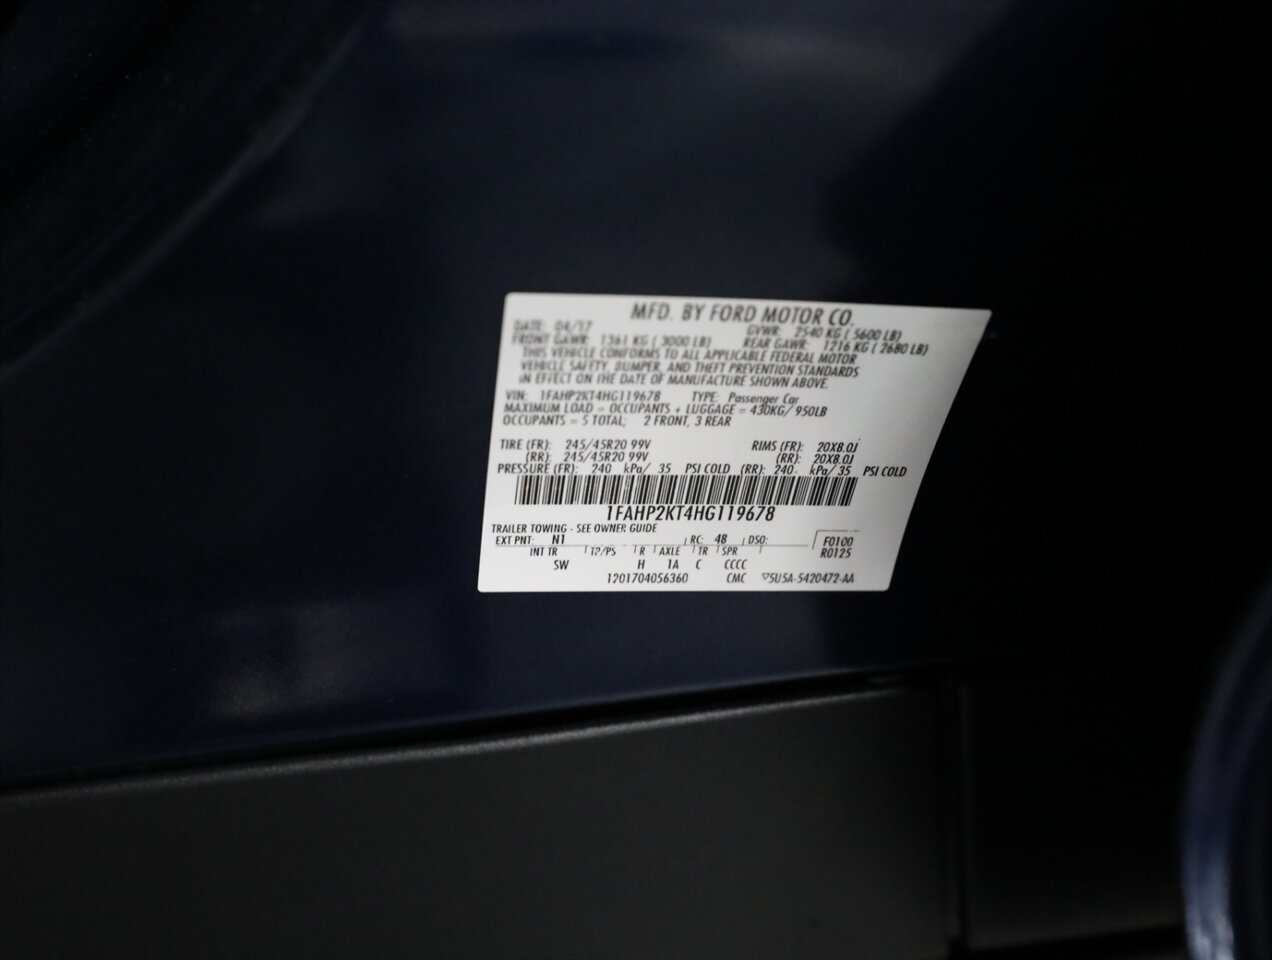 MFD. BY FORD MOTOR CO.
DATE: 04/17 GVWR: 2540 KG ( 5600 LB)
FRONT GAWR: 1361 KG ( 3000 LB) REAR GAWR: 1216 KG ( 2680 LB)
THIS VEHICLE CONFORMS TO ALL APPLICABLE FEDERAL MOTOR
VEHICLE SAFETY, BUMPER, AND THEFT PREVENTION STANDARDS
IN EFFECT ON THE DATE OF MANUFACTURE SHOWN ABOVE.
VIN: 1FAHP2KT4HG119678 TYPE: Passenger Car
MAXIMUM LOAD = OCCUPANTS + LUGGAGE = 430KG/ 950LB
OCCUPANTS = 5 TOTAL; 2 FRONT, 3 REAR
TIRE (FR): 245/45R20 99V RIMS (FR): 20X8.0J
(RR): 245/45R20 99V (RR): 20X8.0J
PRESSURE (FR): 240 kPa/ 35 PSI COLD (RR): 240 kPa/ 35 PSI COLD
1FAHP2KT4HG119678
TRAILER TOWING - SEE OWNER GUIDE
EXT PNT: N1 RC: 48 DSO: F0100
INT TR TP/PS R AXLE TR SPR R0125
SW H 1A C CCCC
1201704056360 CMC ▽5U5A-5420472-AA